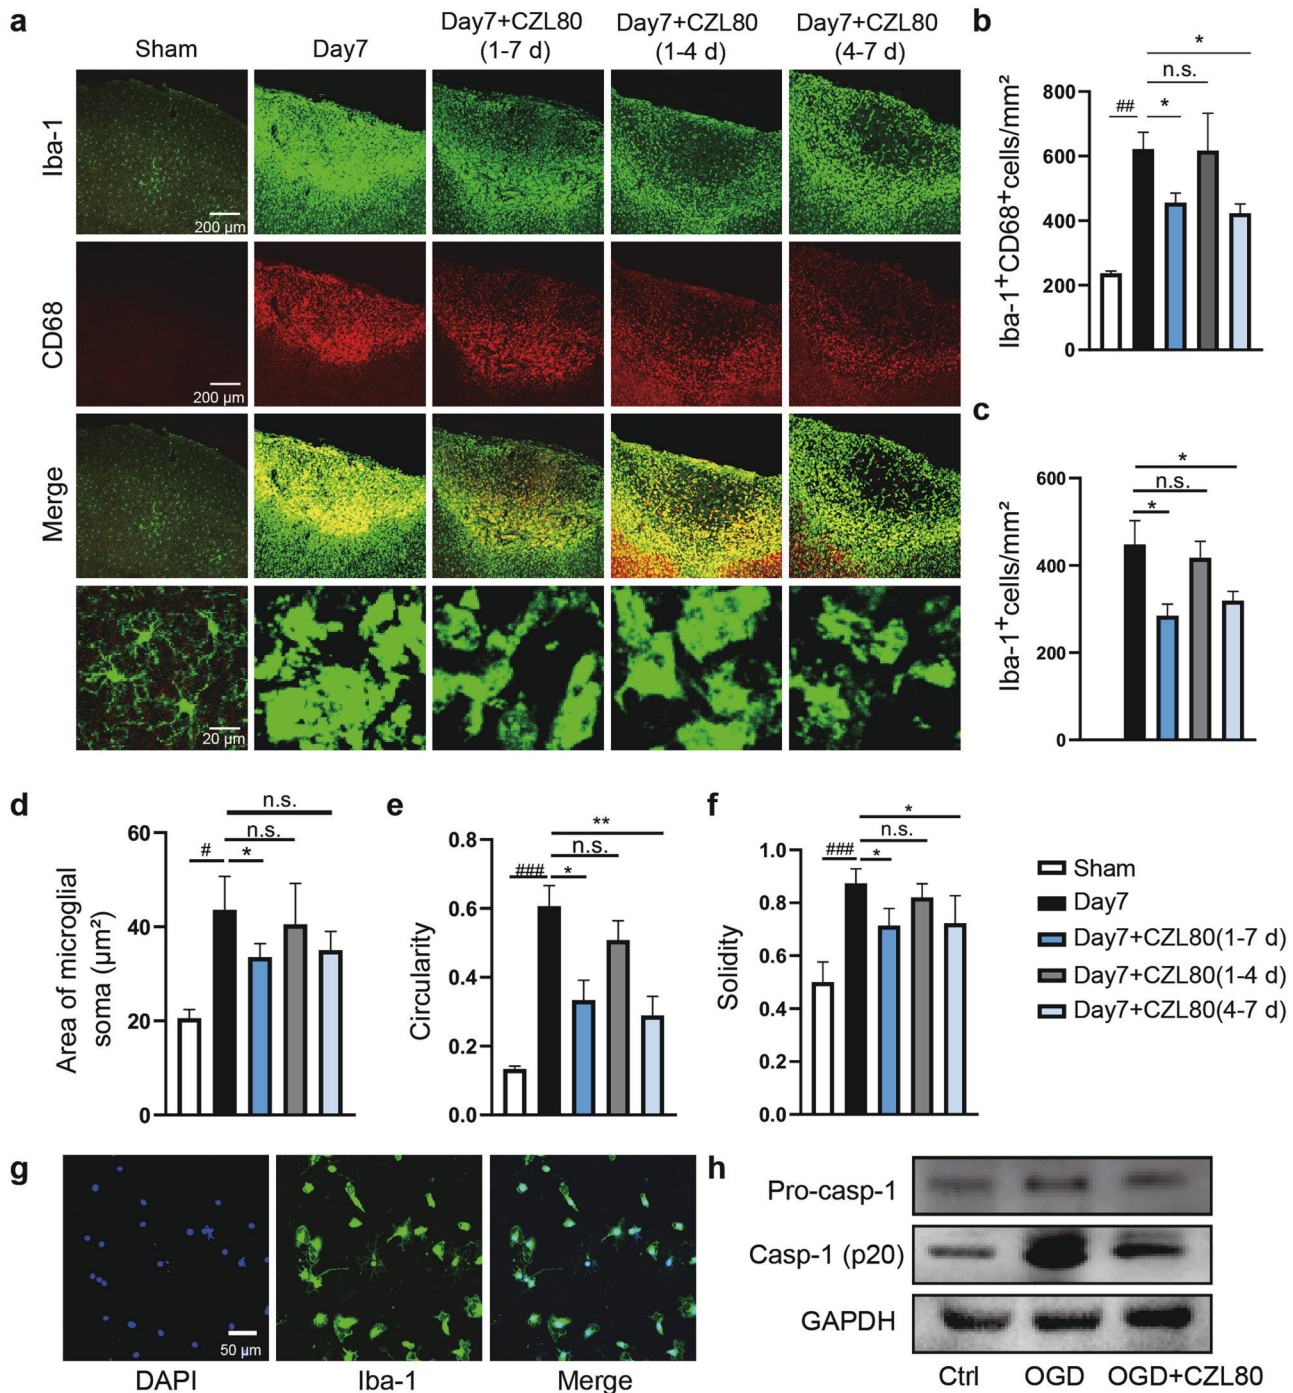 a
Sham
Day7
Day7+CZL80
(1-7 d)
Day7+CZL80
(1-4 d)
Day7+CZL80
(4-7 d)
Iba-1
200 µm
CD68
200 µm
Merge
20 µm
b
Iba-1⁺CD68⁺cells/mm²
800
600
400
200
0
##
*
n.s.
*
c
Iba-1⁺cells/mm²
600
400
200
0
*
n.s.
*
d
Area of microglial
soma (µm²)
60
40
20
0
#
*
n.s.
n.s.
e
Circularity
0.8
0.6
0.4
0.2
0.0
###
*
n.s.
**
f
Solidity
1.0
0.8
0.6
0.4
0.2
0.0
###
*
n.s.
*
Sham
Day7
Day7+CZL80(1-7 d)
Day7+CZL80(1-4 d)
Day7+CZL80(4-7 d)
g
50 µm
DAPI
Iba-1
Merge
h
Pro-casp-1
Casp-1 (p20)
GAPDH
Ctrl
OGD
OGD+CZL80